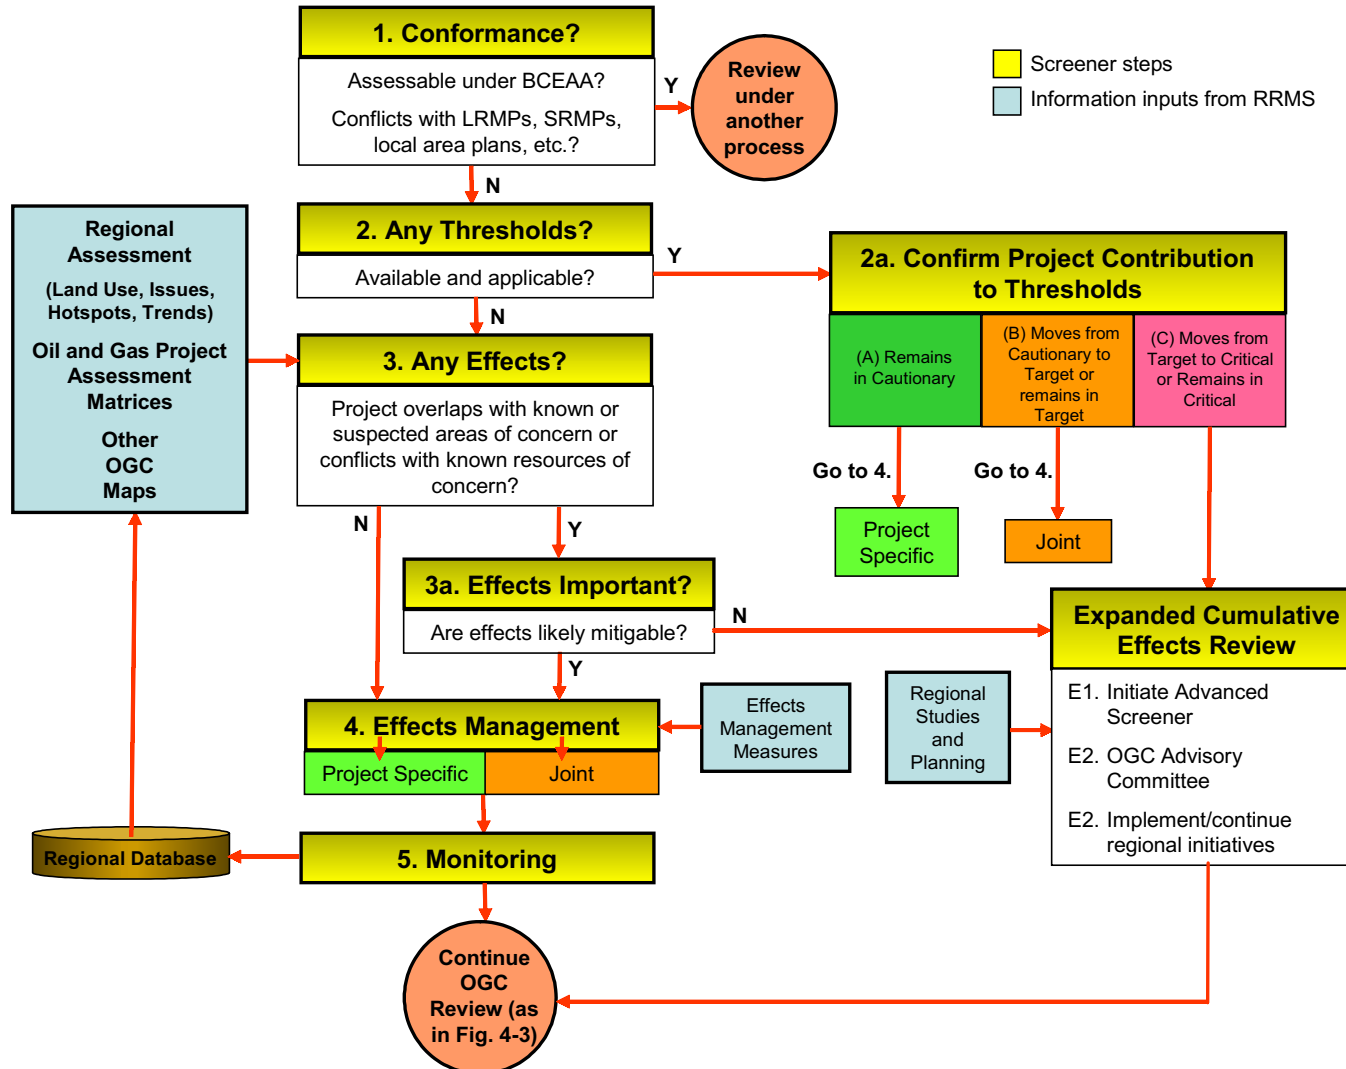 1. Conformance?
Assessable under BCEAA?
Conflicts with LRMPs, SRMPs,
local area plans, etc.?
Y
Review
under
another
process
Screener steps
Information inputs from RRMS
N
2. Any Thresholds?
Available and applicable?
Y
N
2a. Confirm Project Contribution
to Thresholds
(A) Remains
in Cautionary
(B) Moves from
Cautionary to
Target or
remains in
Target
(C) Moves from
Target to Critical
or Remains in
Critical
Go to 4.
Go to 4.
Project
Specific
Joint
Regional
Assessment
(Land Use, Issues,
Hotspots, Trends)
Oil and Gas Project
Assessment
Matrices
Other
OGC
Maps
3. Any Effects?
Project overlaps with known or
suspected areas of concern or
conflicts with known resources of
concern?
N
Y
3a. Effects Important?
Are effects likely mitigable?
N
Y
Expanded Cumulative
Effects Review
E1. Initiate Advanced
Screener
E2. OGC Advisory
Committee
E2. Implement/continue
regional initiatives
Regional
Studies
and
Planning
Effects
Management
Measures
4. Effects Management
Project Specific
Joint
5. Monitoring
Regional Database
Continue
OGC
Review (as
in Fig. 4-3)